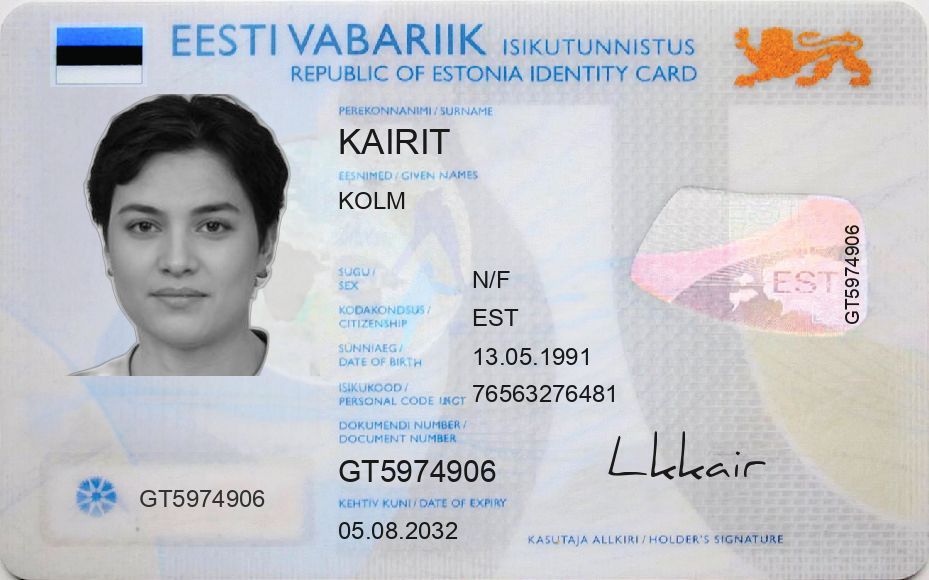 EESTI VABARIIK ISIKUTUNNISTUS
REPUBLIC OF ESTONIA IDENTITY CARD
PEREKONNANIMI / SURNAME
KAIRIT
EESNIMED / GIVEN NAMES
KOLM
SUGU /
SEX
N/F
KODAKONDSUS /
CITIZENSHIP
EST
SÜNNIAEG /
DATE OF BIRTH
13.05.1991
ISIKUKOOD /
PERSONAL CODE
76563276481
DOKUMENDI NUMBER /
DOCUMENT NUMBER
GT5974906
KEHTIV KUNI / DATE OF EXPIRY
05.08.2032
GT5974906
EST
GT5974906
Lkkair
KASUTAJA ALLKIRI / HOLDER'S SIGNATURE